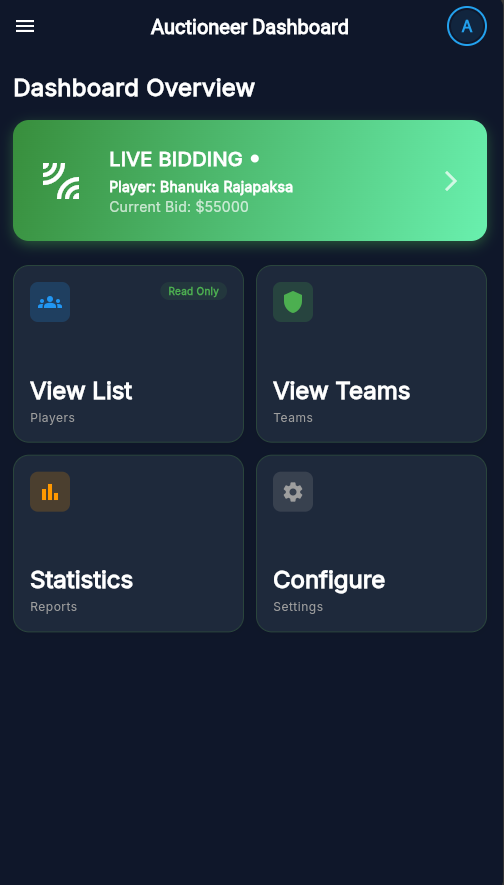 Auctioneer Dashboard
A
Dashboard Overview
LIVE BIDDING •
Player: Bhanuka Rajapaksa
Current Bid: $55000
Read Only
View List
Players
View Teams
Teams
Statistics
Reports
Configure
Settings